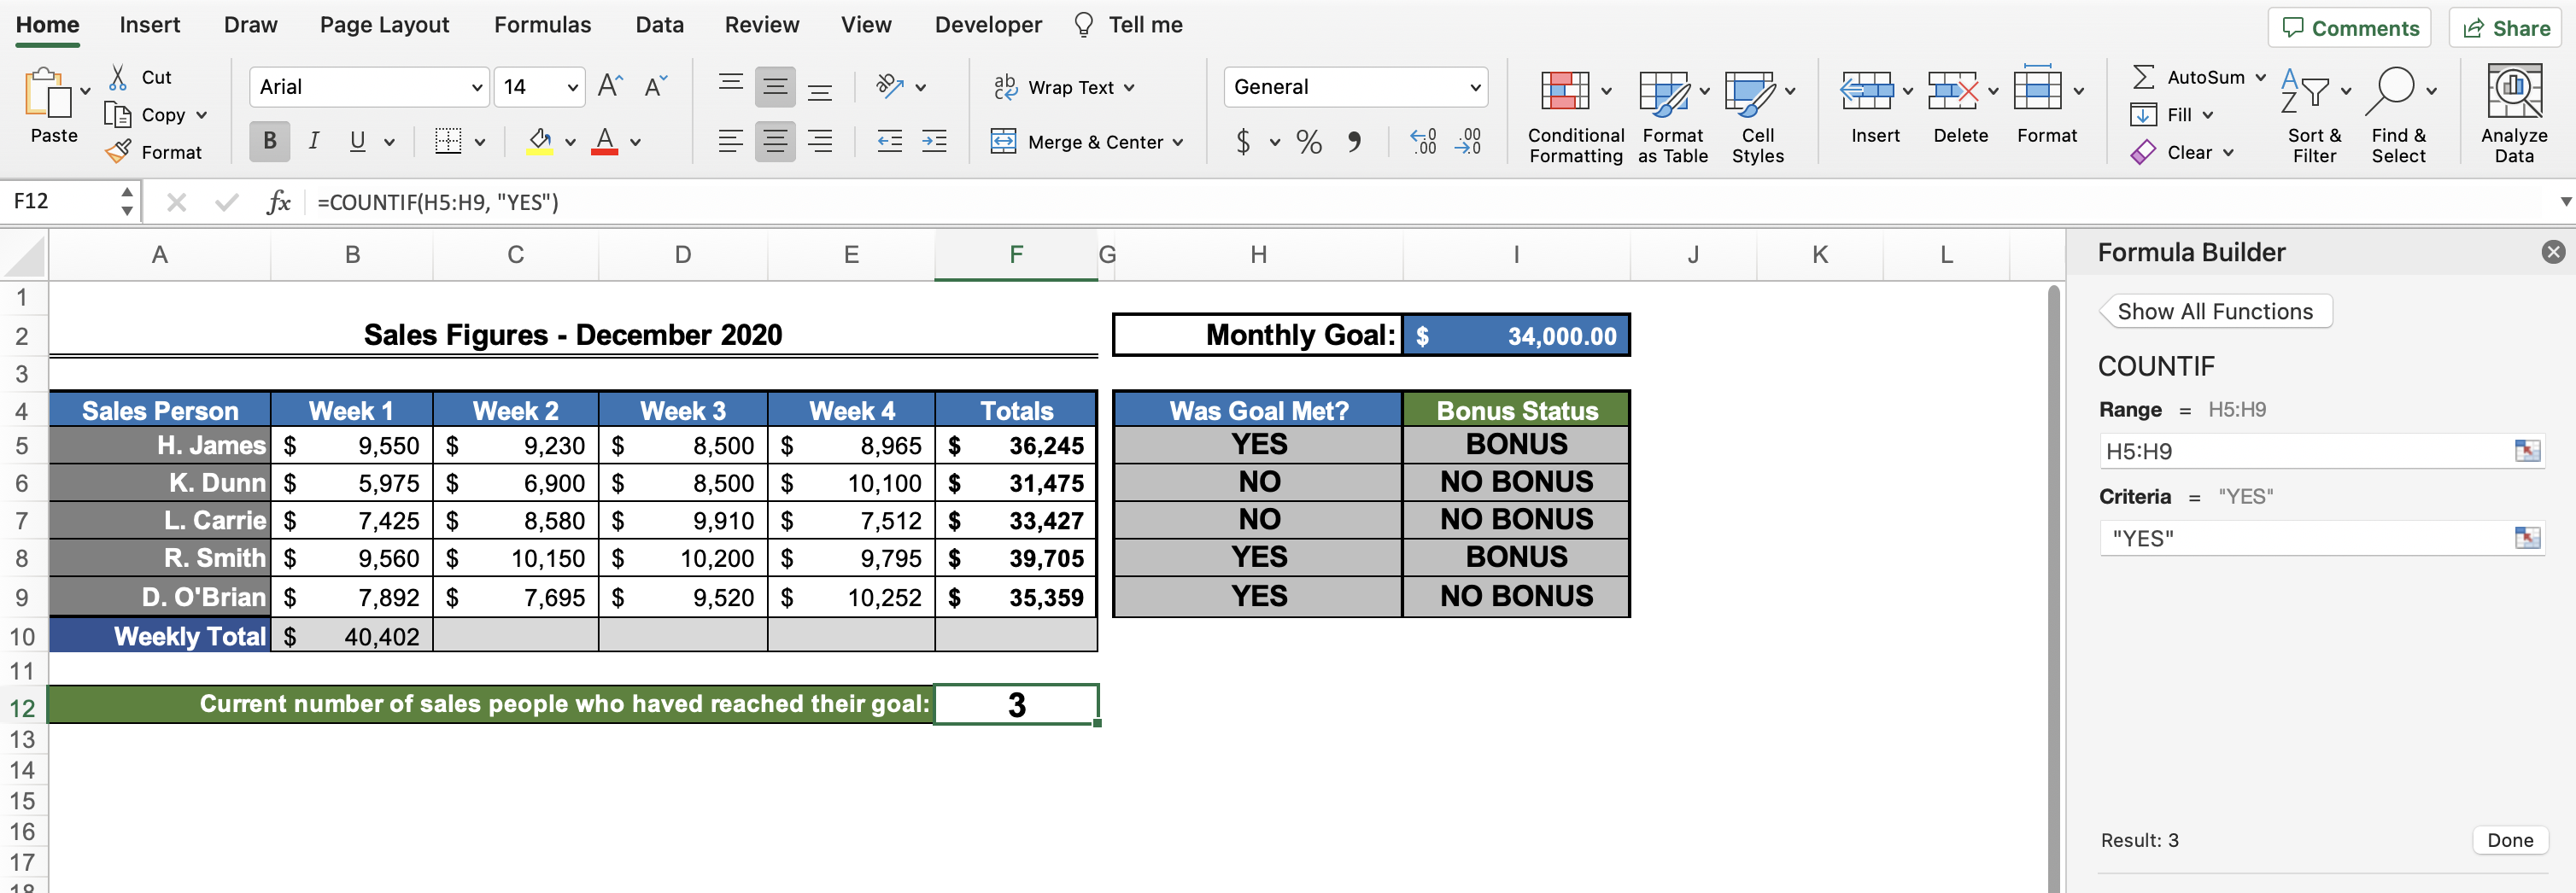 Home Insert Draw Page Layout Formulas Data Review View Developer Tell me Comments Share
Paste Cut Copy Format
Arial 14 A A
B I U A
ab c Wrap Text
Merge & Center
General
$ % , .00 .00 0 0
Conditional Formatting
Format as Table
Cell Styles
Insert Delete Format
AutoSum Fill Clear
A Z Sort & Filter
Find & Select
Analyze Data
F12 fx =COUNTIF(H5:H9, "YES")
A B C D E F G H I J K L
1
2 Sales Figures - December 2020 Monthly Goal: $ 34,000.00
3
4 Sales Person Week 1 Week 2 Week 3 Week 4 Totals Was Goal Met? Bonus Status
5 H. James $ 9,550 $ 9,230 $ 8,500 $ 8,965 $ 36,245 YES BONUS
6 K. Dunn $ 5,975 $ 6,900 $ 8,500 $ 10,100 $ 31,475 NO NO BONUS
7 L. Carrie $ 7,425 $ 8,580 $ 9,910 $ 7,512 $ 33,427 NO NO BONUS
8 R. Smith $ 9,560 $ 10,150 $ 10,200 $ 9,795 $ 39,705 YES BONUS
9 D. O'Brian $ 7,892 $ 7,695 $ 9,520 $ 10,252 $ 35,359 YES NO BONUS
10 Weekly Total $ 40,402
11
12 Current number of sales people who haved reached their goal: 3
13
14
15
16
17
18
Formula Builder
Show All Functions
COUNTIF
Range = H5:H9
H5:H9
Criteria = "YES"
"YES"
Result: 3 Done